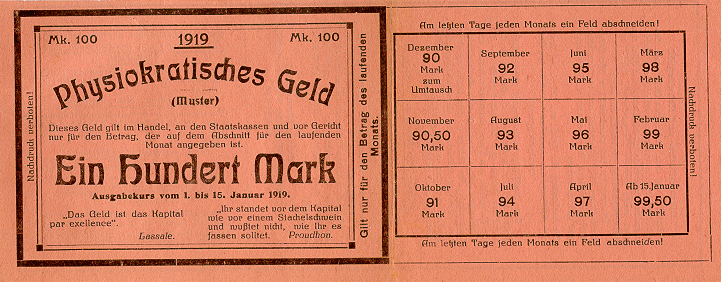 Mk. 100
1919
Mk. 100
Physiokratisches Geld
(Muster)
Dieses Geld gilt im Handel, an den Staatskassen und vor Gericht
nur für den Betrag, der auf dem Abschnitt für den laufenden
Monat angegeben ist.
Ein Hundert Mark
Ausgabekurs vom 1. bis 15. Januar 1919.
„Das Geld ist das Kapital
par exellence“.
Lassale.
„Ihr standet vor dem Kapital
wie vor einem Stachelschwein
und wußtet nicht, wie Ihr es
fassen solltet. Proudhon.
Nachdruck verboten!
Gilt nur für den Betrag des laufenden
Monats.
Am letzten Tage jeden Monats ein Feld abschneiden!
Dezember
90
Mark
zum
Umtausch
September
92
Mark
Juni
95
Mark
März
98
Mark
November
90,50
Mark
August
93
Mark
Mai
96
Mark
Februar
99
Mark
Oktober
91
Mark
Juli
94
Mark
April
97
Mark
Ab 15. Januar
99,50
Mark
Am letzten Tage jeden Monats ein Feld abschneiden!
Nachdruck verboten!